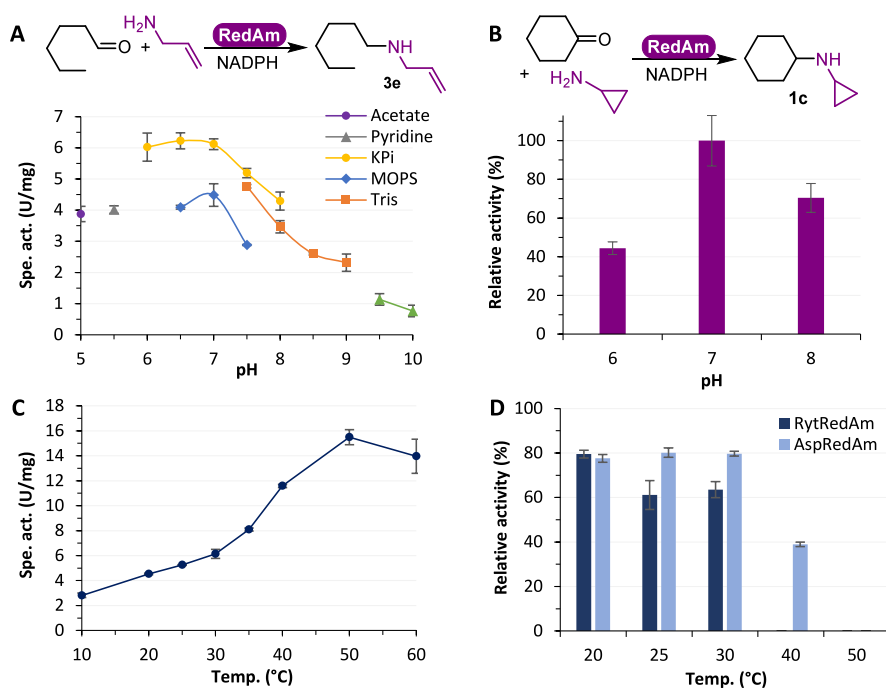 A
H₂N
O
+
RedAm
NADPH
NH
3e
Spe. act. (U/mg)
7
6
5
4
3
2
1
0
5
6
7
8
9
10
pH
Acetate
Pyridine
KPi
MOPS
Tris
B
O
+
H₂N
RedAm
NADPH
NH
1c
Relative activity (%)
100
80
60
40
20
0
6
7
8
pH
C
Spe. act. (U/mg)
18
16
14
12
10
8
6
4
2
0
10
20
30
40
50
60
Temp. (°C)
D
Relative activity (%)
100
80
60
40
20
0
20
25
30
40
50
Temp. (°C)
RytRedAm
AspRedAm